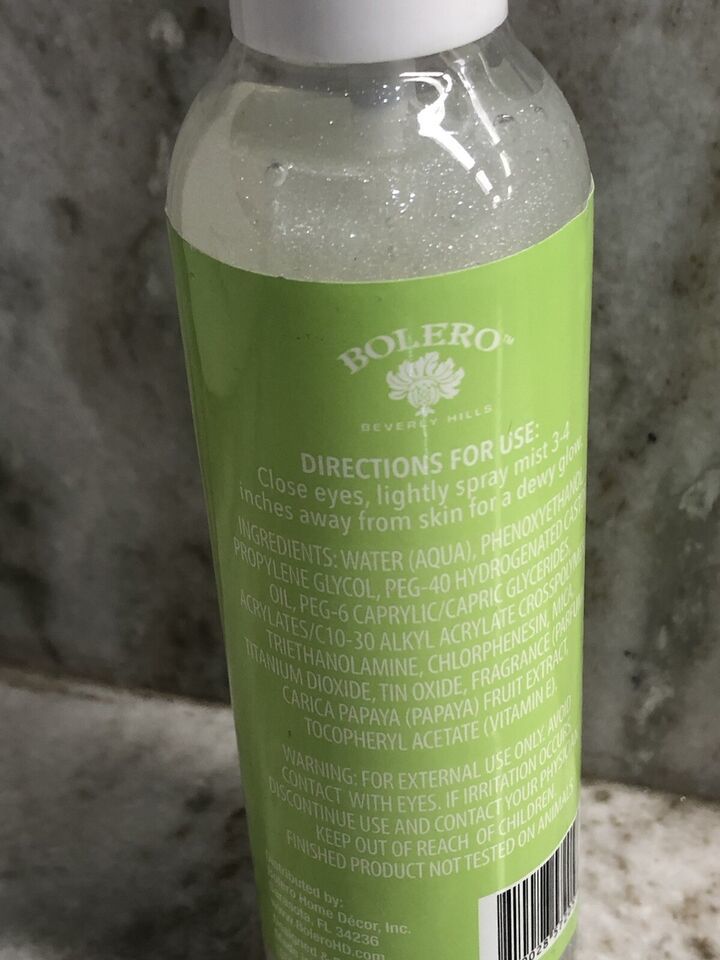 BOLERO™
BEVERLY HILLS
DIRECTIONS FOR USE:
Close eyes, lightly spray mist 3-4
inches away from skin for a dewy glow.
INGREDIENTS: WATER (AQUA), PHENOXYETHANOL,
PROPYLENE GLYCOL, PEG-40 HYDROGENATED CASTOR
OIL, PEG-6 CAPRYLIC/CAPRIC GLYCERIDES,
ACRYLATES/C10-30 ALKYL ACRYLATE
TRIETHANOLAMINE, CHLORPHENESIN, MICA,
TITANIUM DIOXIDE, TIN OXIDE, FRAGRANCE (PARFUM),
CARICA PAPAYA (PAPAYA) FRUIT EXTRACT,
TOCOPHERYL ACETATE (VITAMIN E).
WARNING: FOR EXTERNAL USE ONLY. AVOID
CONTACT WITH EYES. IF IRRITATION OCCURS,
DISCONTINUE USE AND CONTACT YOUR PHYSICIAN.
KEEP OUT OF REACH OF CHILDREN.
FINISHED PRODUCT NOT TESTED ON ANIMALS.
Distributed by:
Bolero Home Décor, Inc.
Sarasota, FL 34236
www.BoleroHD.com
Designed &